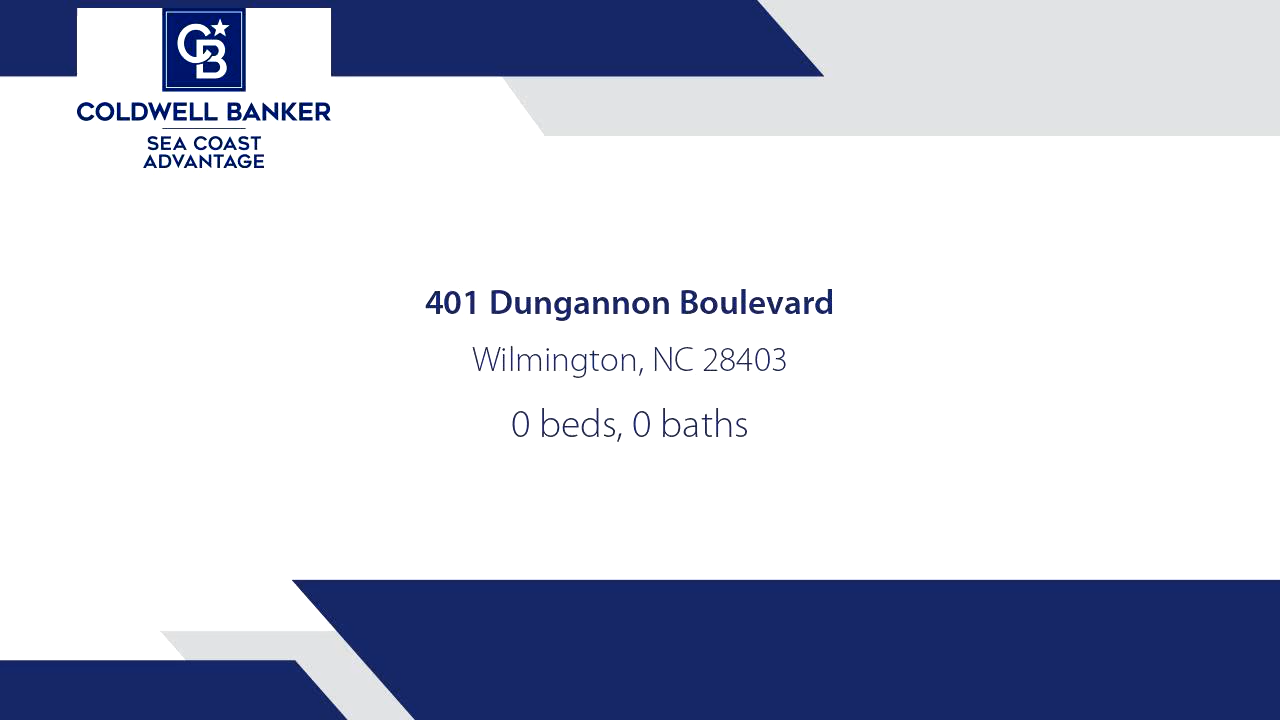 CB
COLDWELL BANKER
SEA COAST
ADVANTAGE
401 Dungannon Boulevard
Wilmington, NC 28403
0 beds, 0 baths